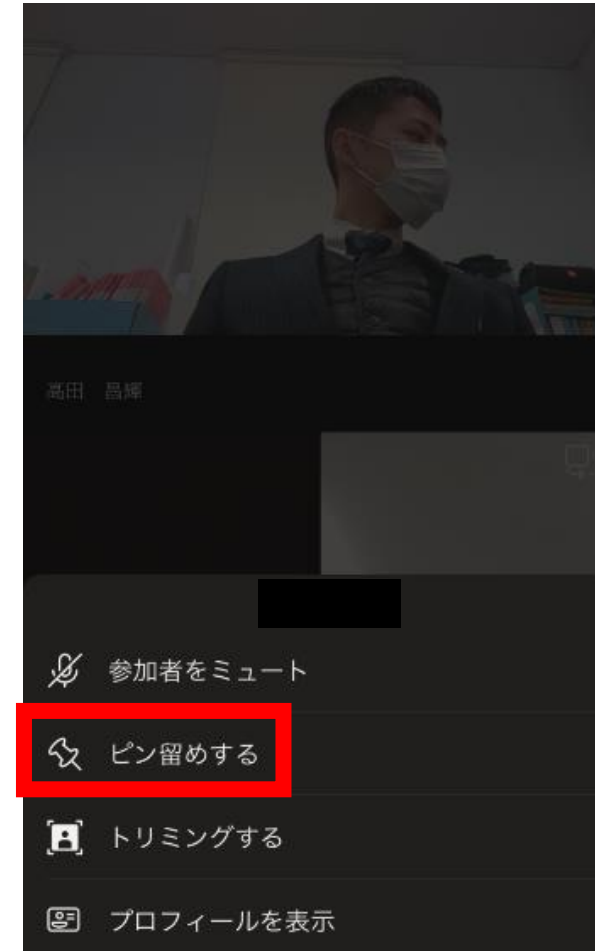 高田　昌輝
参加者をミュート
ピン留めする
トリミングする
プロフィールを表示